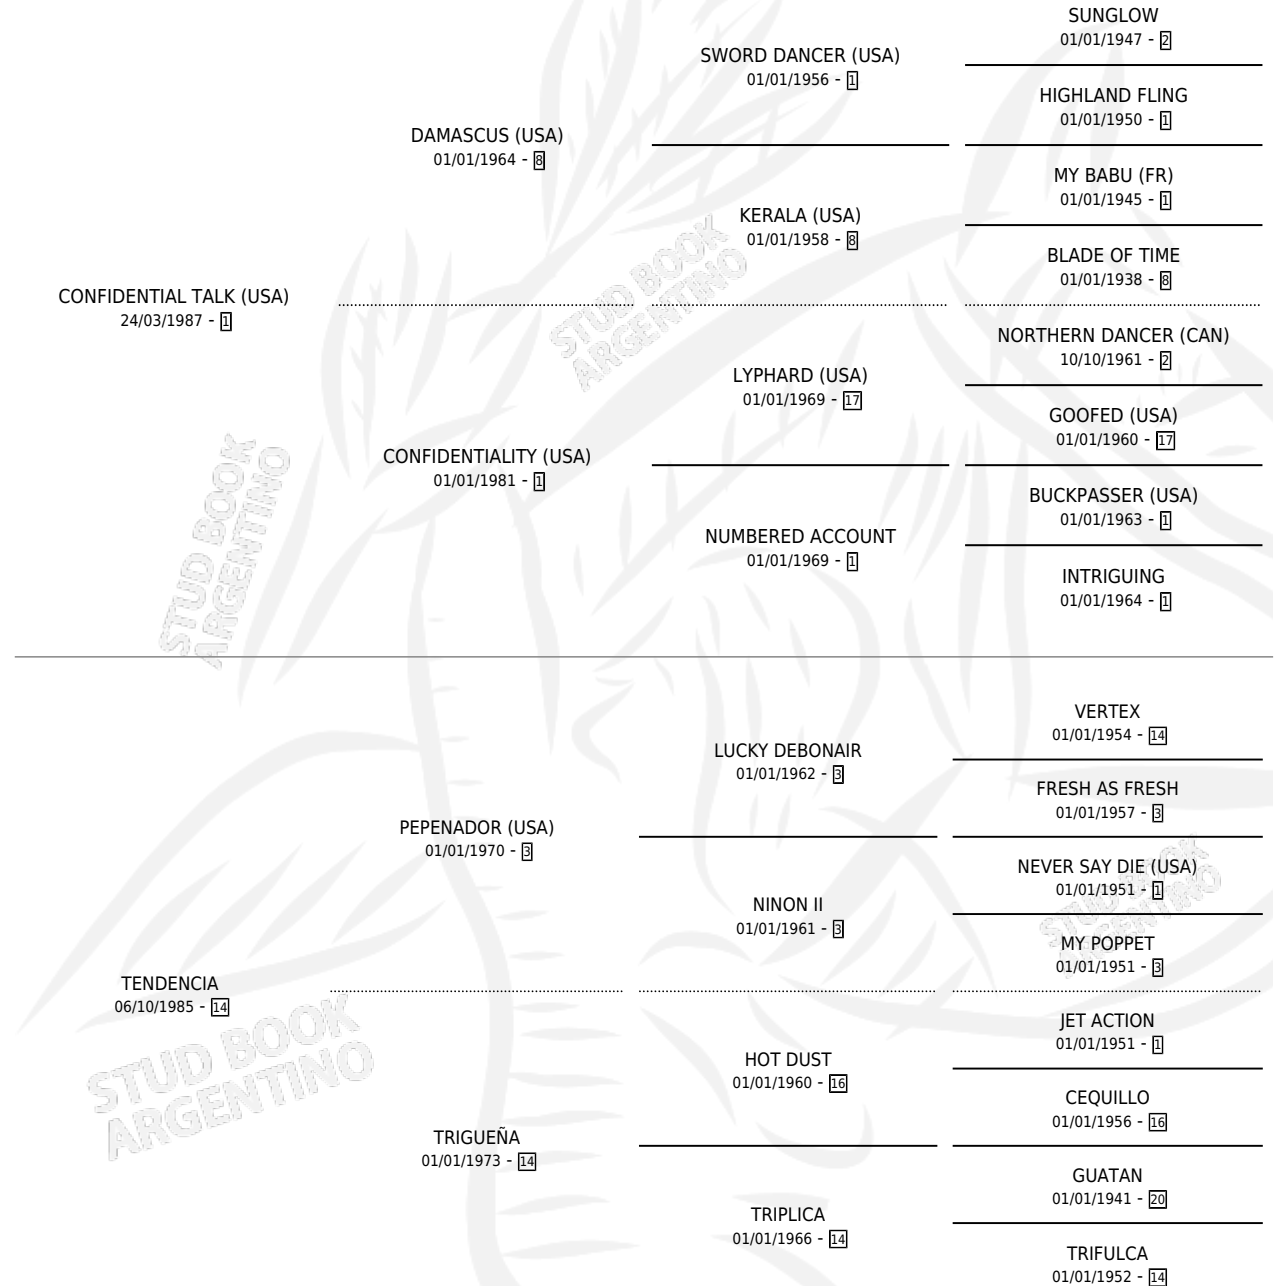 SUNGLOW
01/01/1947 - 2
SWORD DANCER (USA)
01/01/1956 - 1
HIGHLAND FLING
01/01/1950 - 1
DAMASCUS (USA)
01/01/1964 - 8
MY BABU (FR)
01/01/1945 - 1
KERALA (USA)
01/01/1958 - 8
BLADE OF TIME
01/01/1938 - 8
CONFIDENTIAL TALK (USA)
24/03/1987 - 1
NORTHERN DANCER (CAN)
10/10/1961 - 2
LYPHARD (USA)
01/01/1969 - 17
GOOFED (USA)
01/01/1960 - 17
CONFIDENTIALITY (USA)
01/01/1981 - 1
BUCKPASSER (USA)
01/01/1963 - 1
NUMBERED ACCOUNT
01/01/1969 - 1
INTRIGUING
01/01/1964 - 1
VERTEX
01/01/1954 - 14
LUCKY DEBONAIR
01/01/1962 - 3
FRESH AS FRESH
01/01/1957 - 3
PEPENADOR (USA)
01/01/1970 - 3
NEVER SAY DIE (USA)
01/01/1951 - 1
NINON II
01/01/1961 - 3
MY POPPET
01/01/1951 - 3
TENDENCIA
06/10/1985 - 14
JET ACTION
01/01/1951 - 1
HOT DUST
01/01/1960 - 16
CEQUILLO
01/01/1956 - 16
TRIGUEÑA
01/01/1973 - 14
GUATAN
01/01/1941 - 20
TRIPLICA
01/01/1966 - 14
TRIFULCA
01/01/1952 - 14
STUD BOOK
ARGENTINO
STUD BOOK
ARGENTINO
STUD BOOK
ARGENTINO
STUD BOOK
ARGENTINO